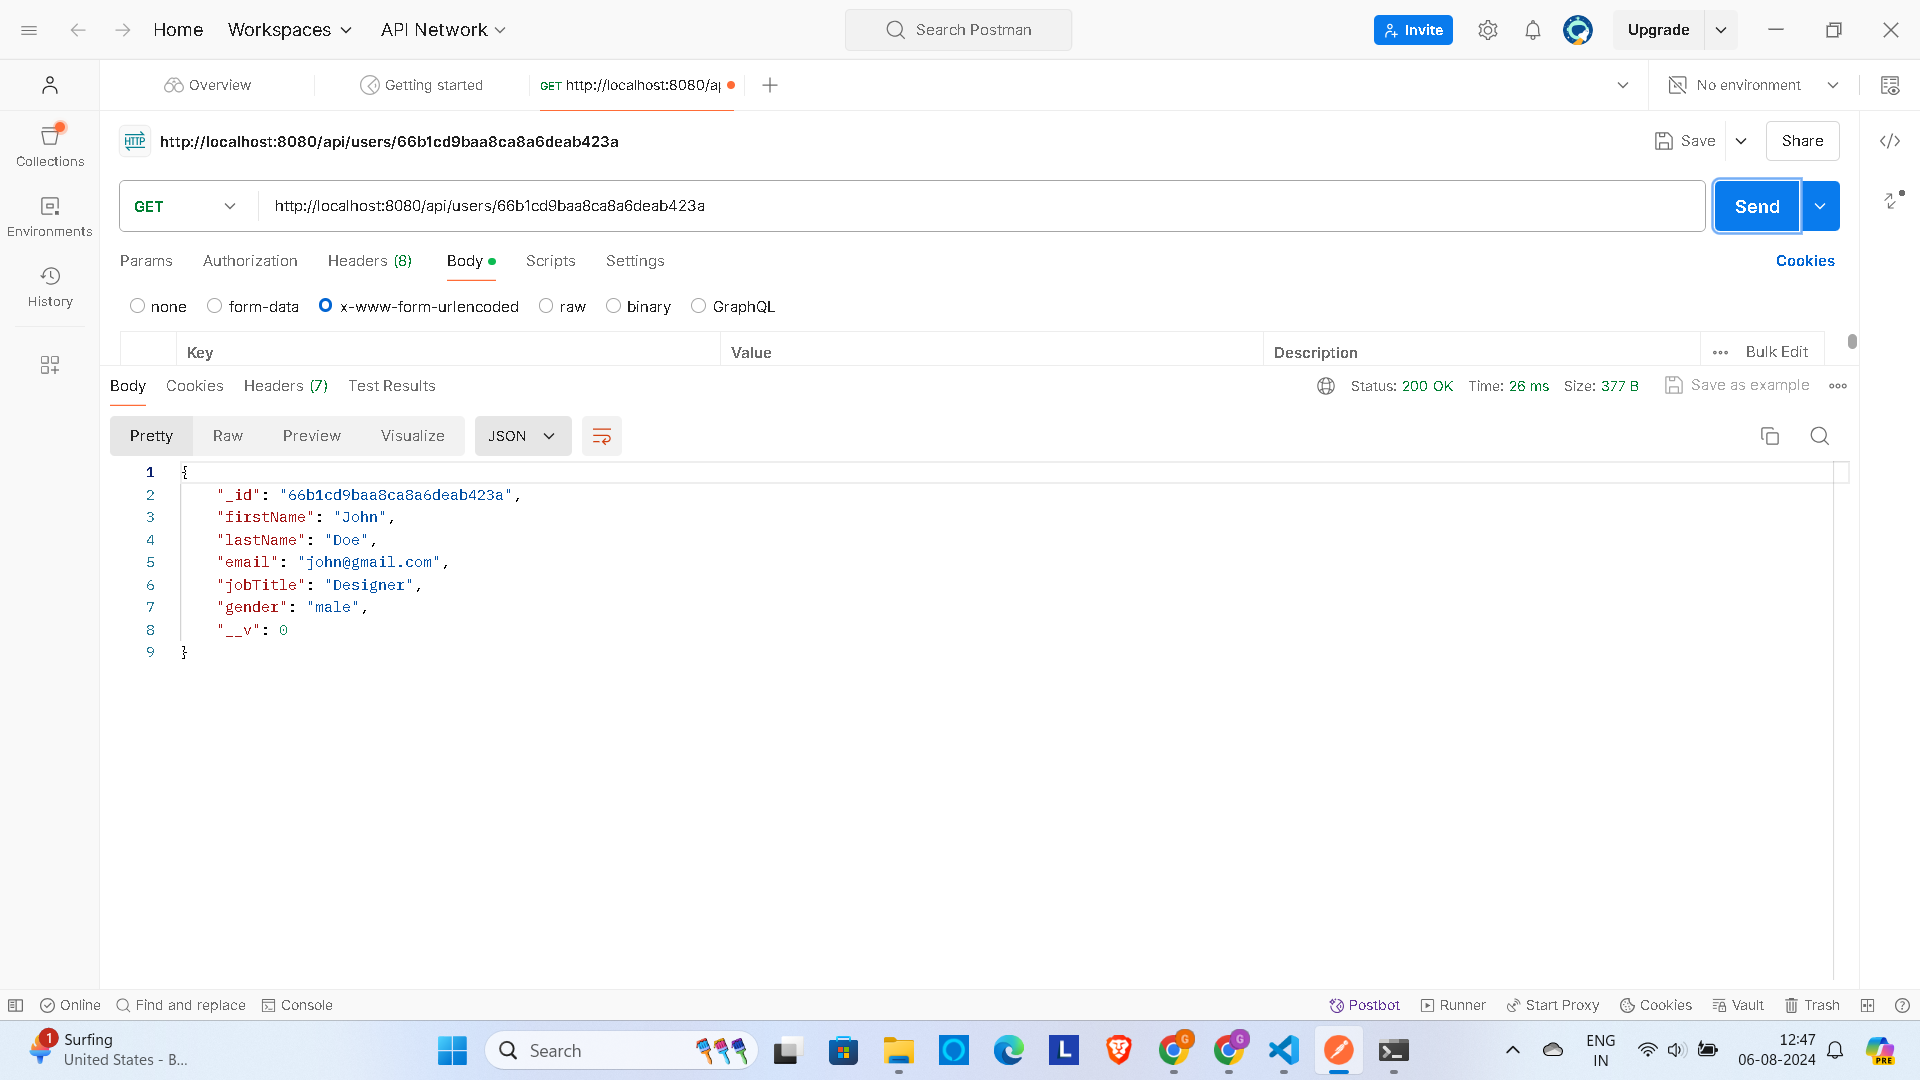 Home Workspaces API Network Search Postman Invite Upgrade
Overview Getting started GET http://localhost:8080/ap No environment
HTTP http://localhost:8080/api/users/66b1cd9baa8ca8a6deab423a Save Share
Collections
Environments
History
GET http://localhost:8080/api/users/66b1cd9baa8ca8a6deab423a Send
Params Authorization Headers (8) Body Scripts Settings Cookies
none form-data x-www-form-urlencoded raw binary GraphQL
Key Value Description Bulk Edit
Body Cookies Headers (7) Test Results Status: 200 OK Time: 26 ms Size: 377 B Save as example
Pretty Raw Preview Visualize JSON
1 {
2 "_id": "66b1cd9baa8ca8a6deab423a",
3 "firstName": "John",
4 "lastName": "Doe",
5 "email": "john@gmail.com",
6 "jobTitle": "Designer",
7 "gender": "male",
8 "__v": 0
9 }
Online Find and replace Console Postbot Runner Start Proxy Cookies Vault Trash
1 Surfing
United States - B...
Search
L
G
G
ENG
IN
12:47
06-08-2024
PRE